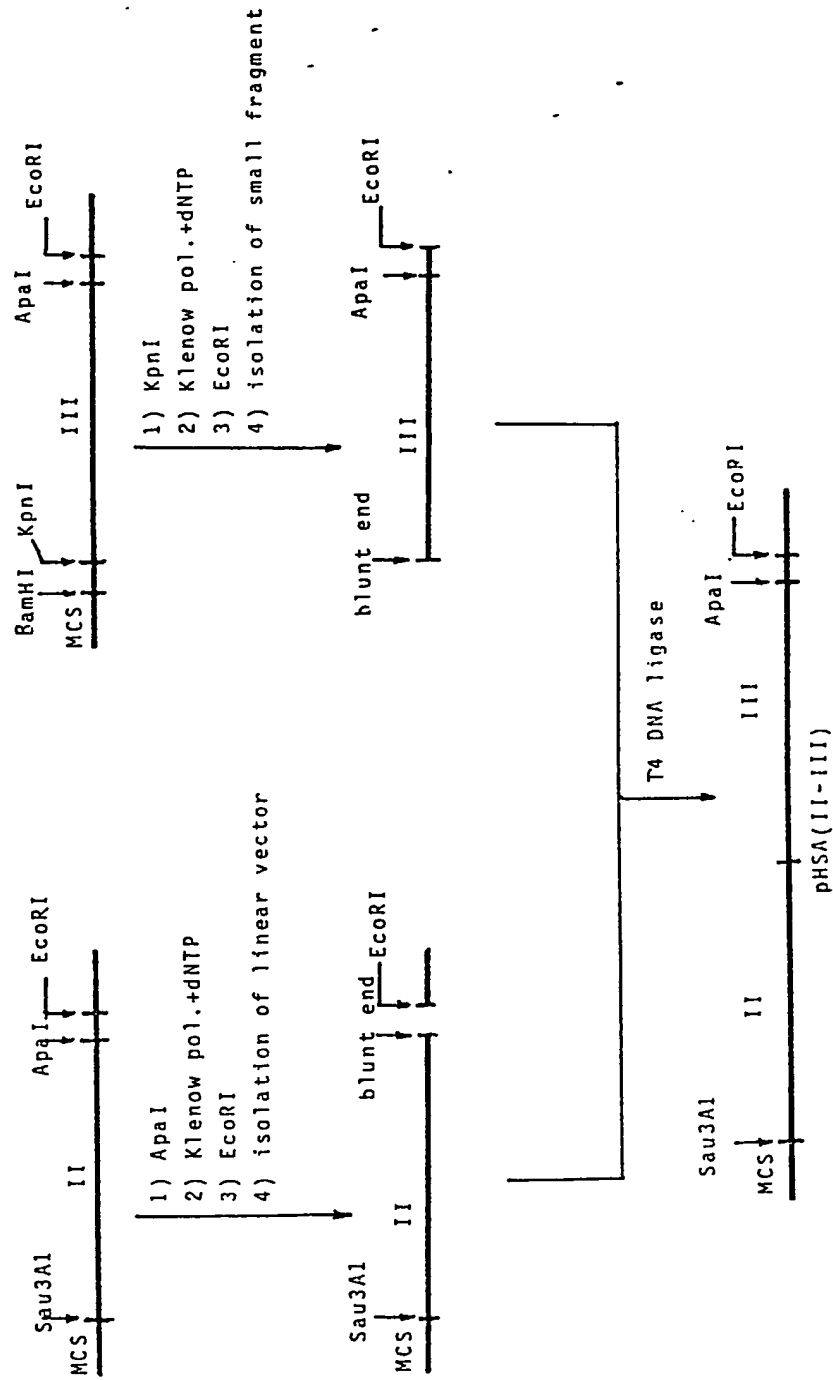 Sau3A1
ApaI
EcoRI
MCS
II
1) ApaI
2) Klenow pol.+dNTP
3) EcoRI
4) isolation of linear vector
Sau3A1
blunt end
EcoRI
MCS
II
BamHI
KpnI
ApaI
EcoRI
MCS
III
1) KpnI
2) Klenow pol.+dNTP
3) EcoRI
4) isolation of small fragment
blunt end
ApaI
EcoRI
III
T4 DNA ligase
Sau3A1
ApaI
EcoRI
MCS
II
III
pHSA(II-III)